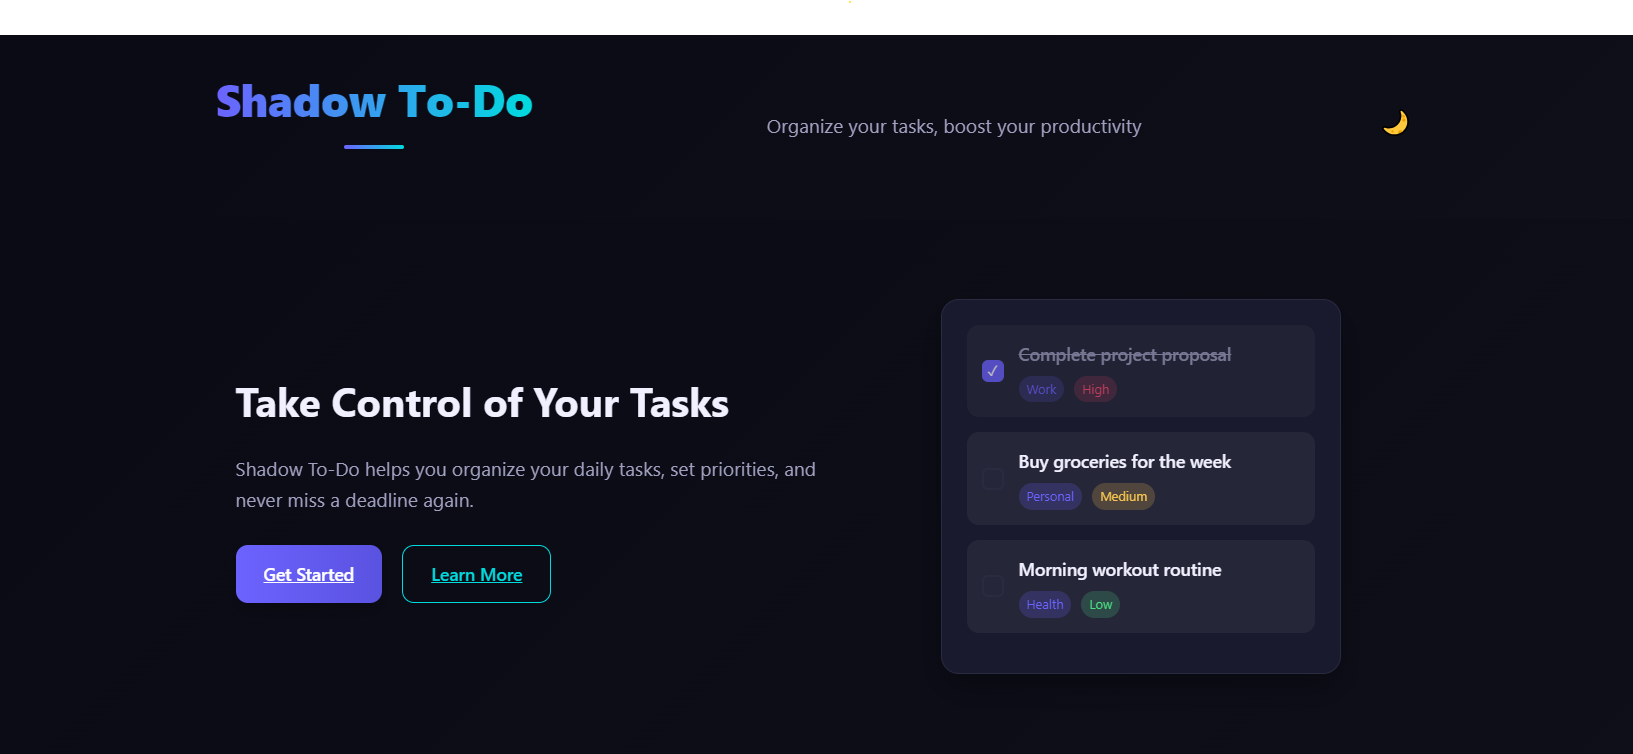 Shadow To-Do
Organize your tasks, boost your productivity
Take Control of Your Tasks
Shadow To-Do helps you organize your daily tasks, set priorities, and
never miss a deadline again.
Get Started
Learn More
Complete project proposal
Work
High
Buy groceries for the week
Personal
Medium
Morning workout routine
Health
Low